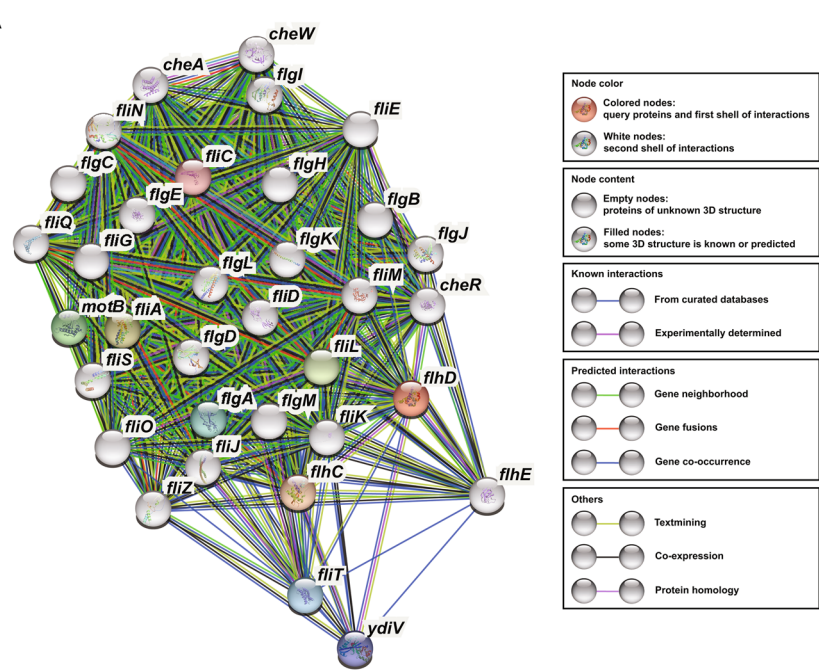 cheW
cheA
flgI
fliN
fliE
flgC
fliC
flgH
flgE
flgB
fliQ
fliG
flgK
flgJ
flgL
fliM
cheR
motB
fliA
fliD
flgD
fliL
fliS
flhD
flgA
flgM
fliK
fliO
fliJ
flhC
flhE
fliZ
fliT
ydiV
Node color
Colored nodes:
query proteins and first shell of interactions
White nodes:
second shell of interactions
Node content
Empty nodes:
proteins of unknown 3D structure
Filled nodes:
some 3D structure is known or predicted
Known interactions
From curated databases
Experimentally determined
Predicted interactions
Gene neighborhood
Gene fusions
Gene co-occurrence
Others
Textmining
Co-expression
Protein homology